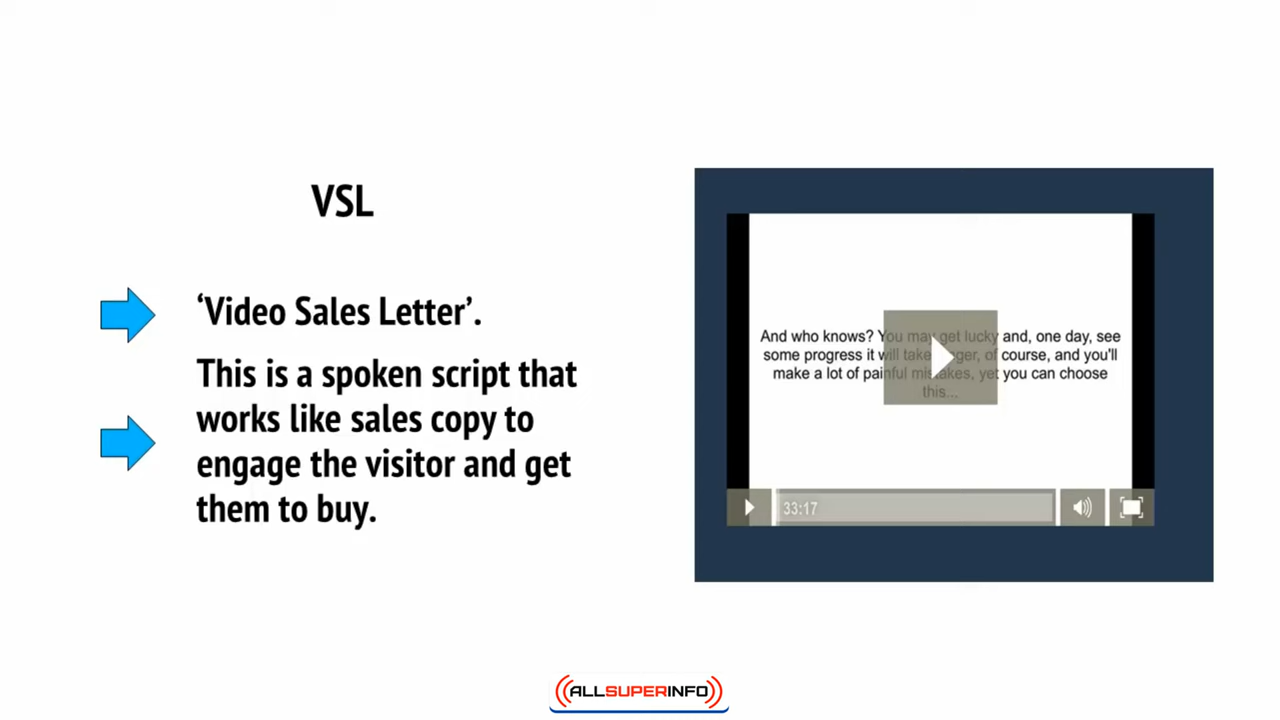 VSL
‘Video Sales Letter’.
This is a spoken script that
works like sales copy to
engage the visitor and get
them to buy.
And who knows? You may get lucky and, one day, see
some progress it will take longer, of course, and you'll
make a lot of painful mistakes, yet you can choose
this...
33:17
ALLSUPERINFO